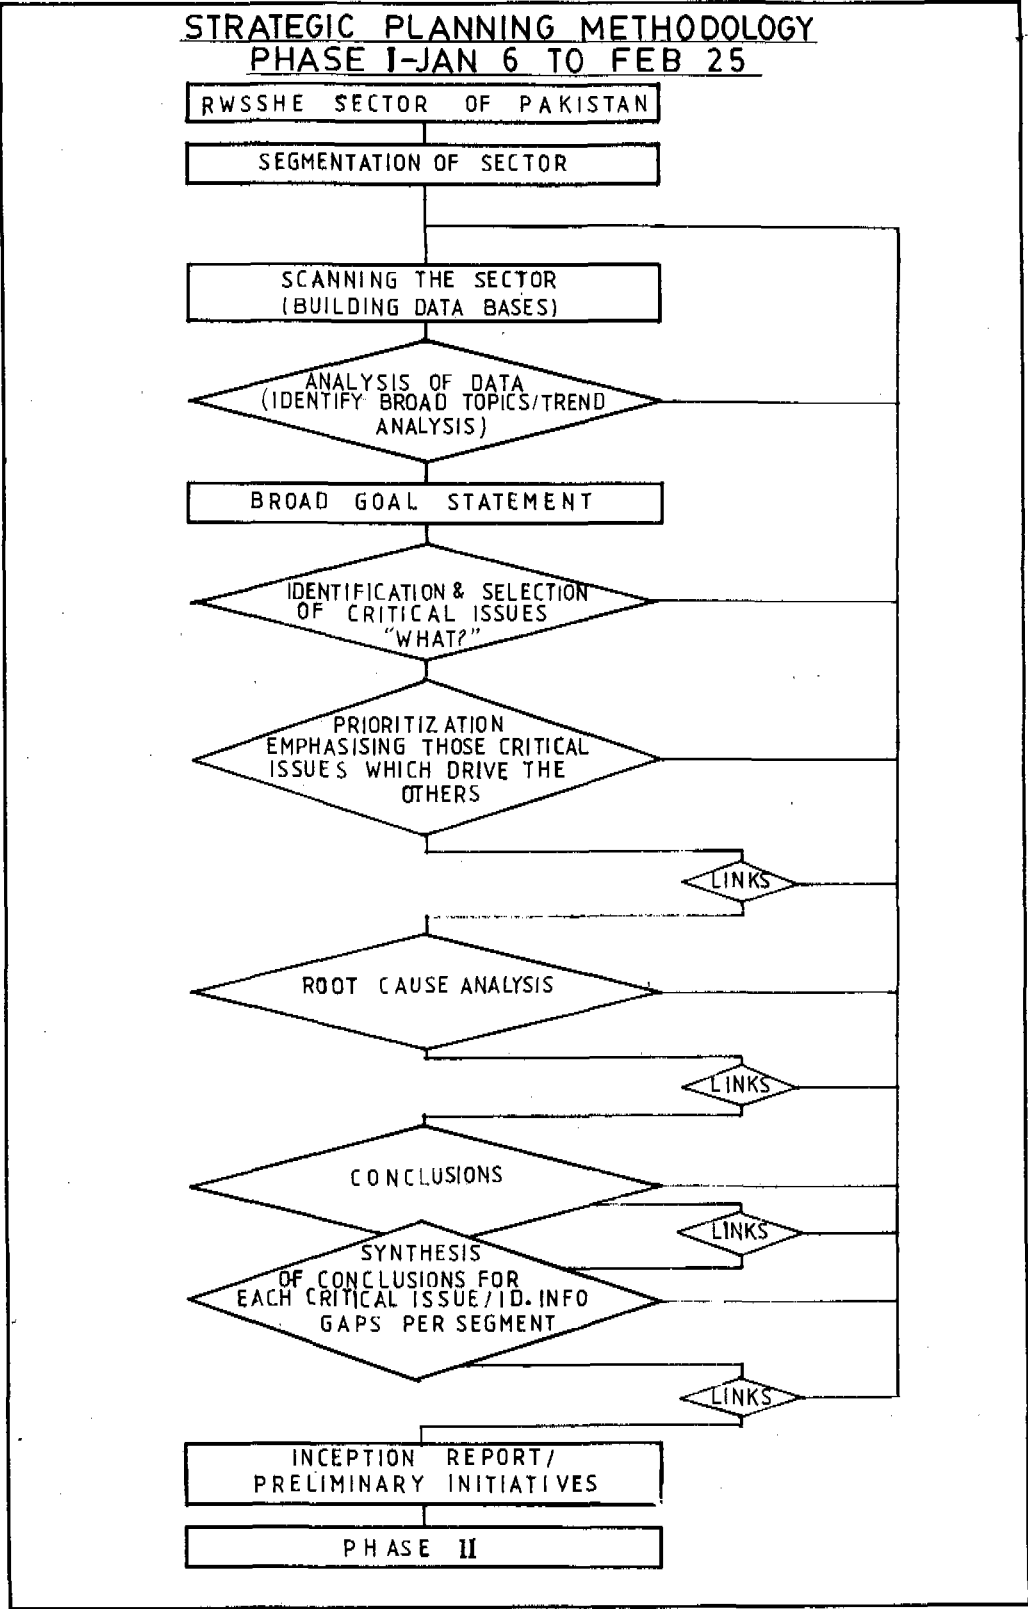 STRATEGIC PLANNING METHODOLOGY
PHASE I-JAN 6 TO FEB 25
RWSSHE SECTOR OF PAKISTAN
SEGMENTATION OF SECTOR
SCANNING THE SECTOR
(BUILDING DATA BASES)
ANALYSIS OF DATA
(IDENTIFY BROAD TOPICS/TREND
ANALYSIS)
BROAD GOAL STATEMENT
IDENTIFICATION & SELECTION
OF CRITICAL ISSUES
"WHAT?"
PRIORITIZATION
EMPHASISING THOSE CRITICAL
ISSUES WHICH DRIVE THE
OTHERS
LINKS
ROOT CAUSE ANALYSIS
LINKS
CONCLUSIONS
LINKS
SYNTHESIS
OF CONCLUSIONS FOR
EACH CRITICAL ISSUE/ID.INFO
GAPS PER SEGMENT
LINKS
INCEPTION REPORT/
PRELIMINARY INITIATIVES
PHASE II